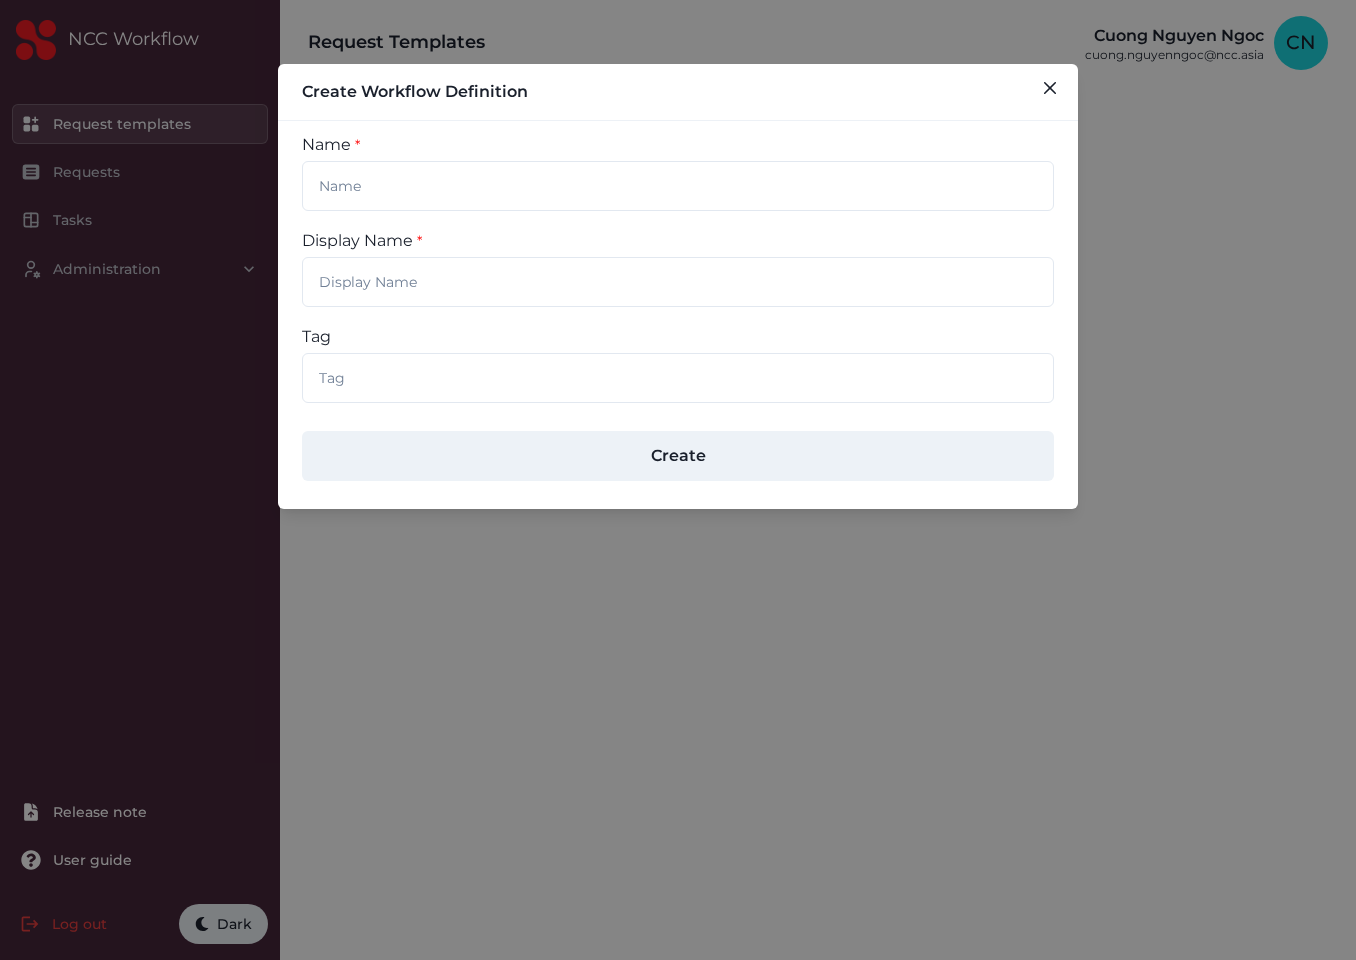 NCC Workflow
Request templates
Requests
Tasks
Administration
Release note
User guide
Log out
Dark
Request Templates
Cuong Nguyen Ngoc
cuong.nguyenngoc@ncc.asia
CN
Create Workflow Definition
Name *
Name
Display Name *
Display Name
Tag
Tag
Create